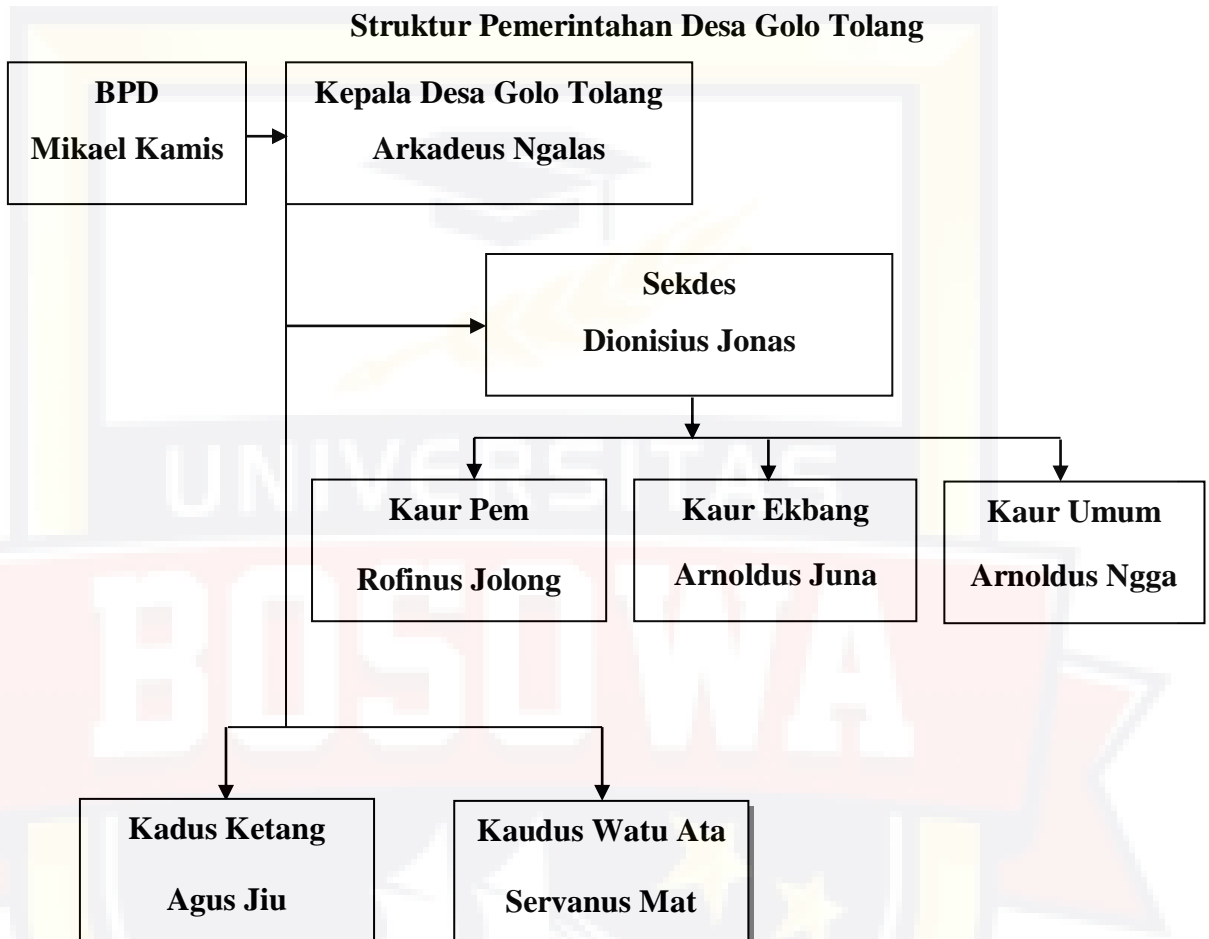 Struktur Pemerintahan Desa Golo Tolang
BPD
Mikael Kamis
Kepala Desa Golo Tolang
Arkadeus Ngalas
Sekdes
Dionisius Jonas
Kaur Pem
Rofinus Jolong
Kaur Ekbang
Arnoldus Juna
Kaur Umum
Arnoldus Ngga
Kadus Ketang
Agus Jiu
Kaudus Watu Ata
Servanus Mat
UNIVERSITAS
BOSOWA